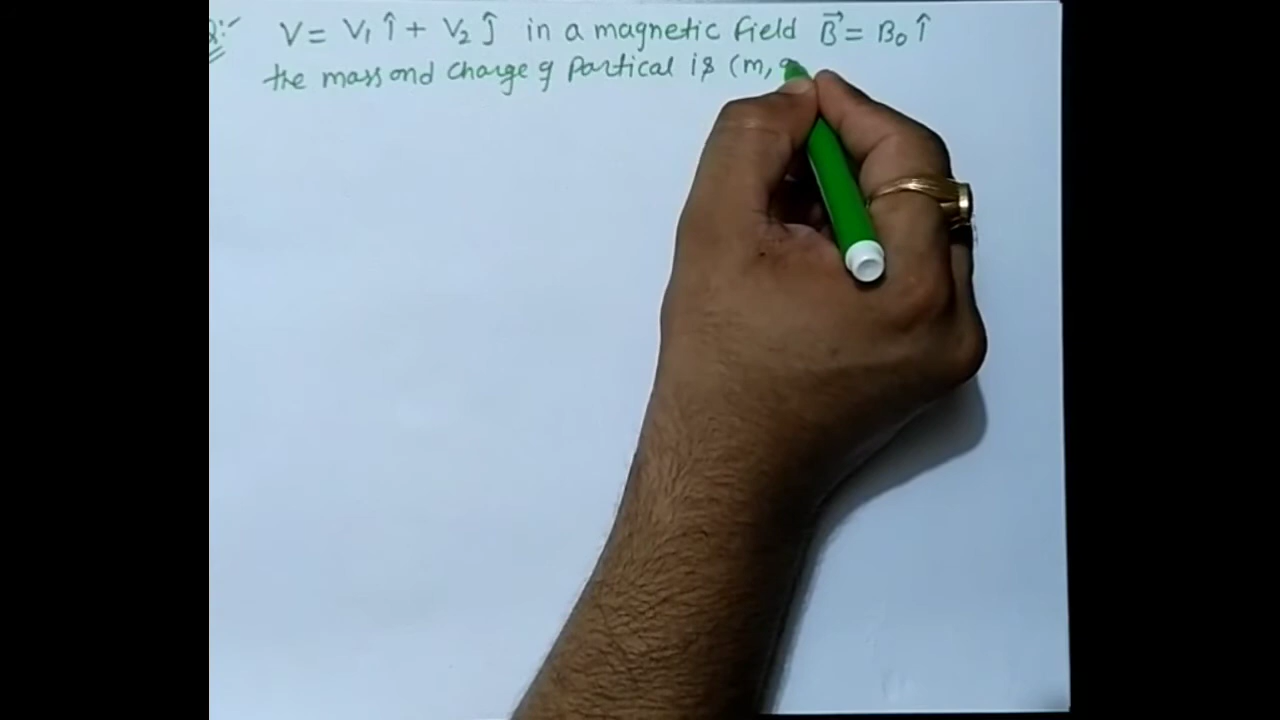 Q:- V = V₁ î + V₂ ĵ in a magnetic field B⃗ = B₀ î
the mass and charge of Partical is (m, q